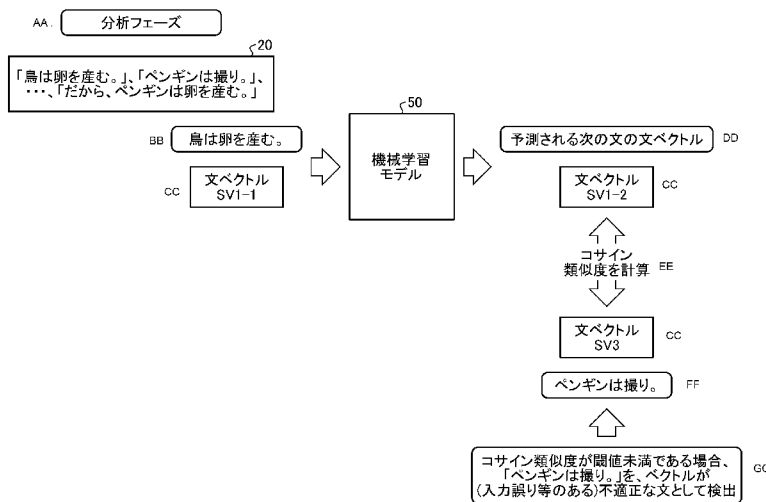 AA.
分析フェーズ
20
「鳥は卵を産む。」、「ペンギンは撮り。」、
・・・、「だから、ペンギンは卵を産む。」
BB
鳥は卵を産む。
CC
文ベクトル
SV1-1
50
機械学習
モデル
予測される次の文の文ベクトル
DD
文ベクトル
SV1-2
CC
コサイン
類似度を計算
EE
文ベクトル
SV3
CC
ペンギンは撮り。
FF
コサイン類似度が閾値未満である場合、
「ペンギンは撮り。」を、ベクトルが
(入力誤り等のある)不適正な文として検出